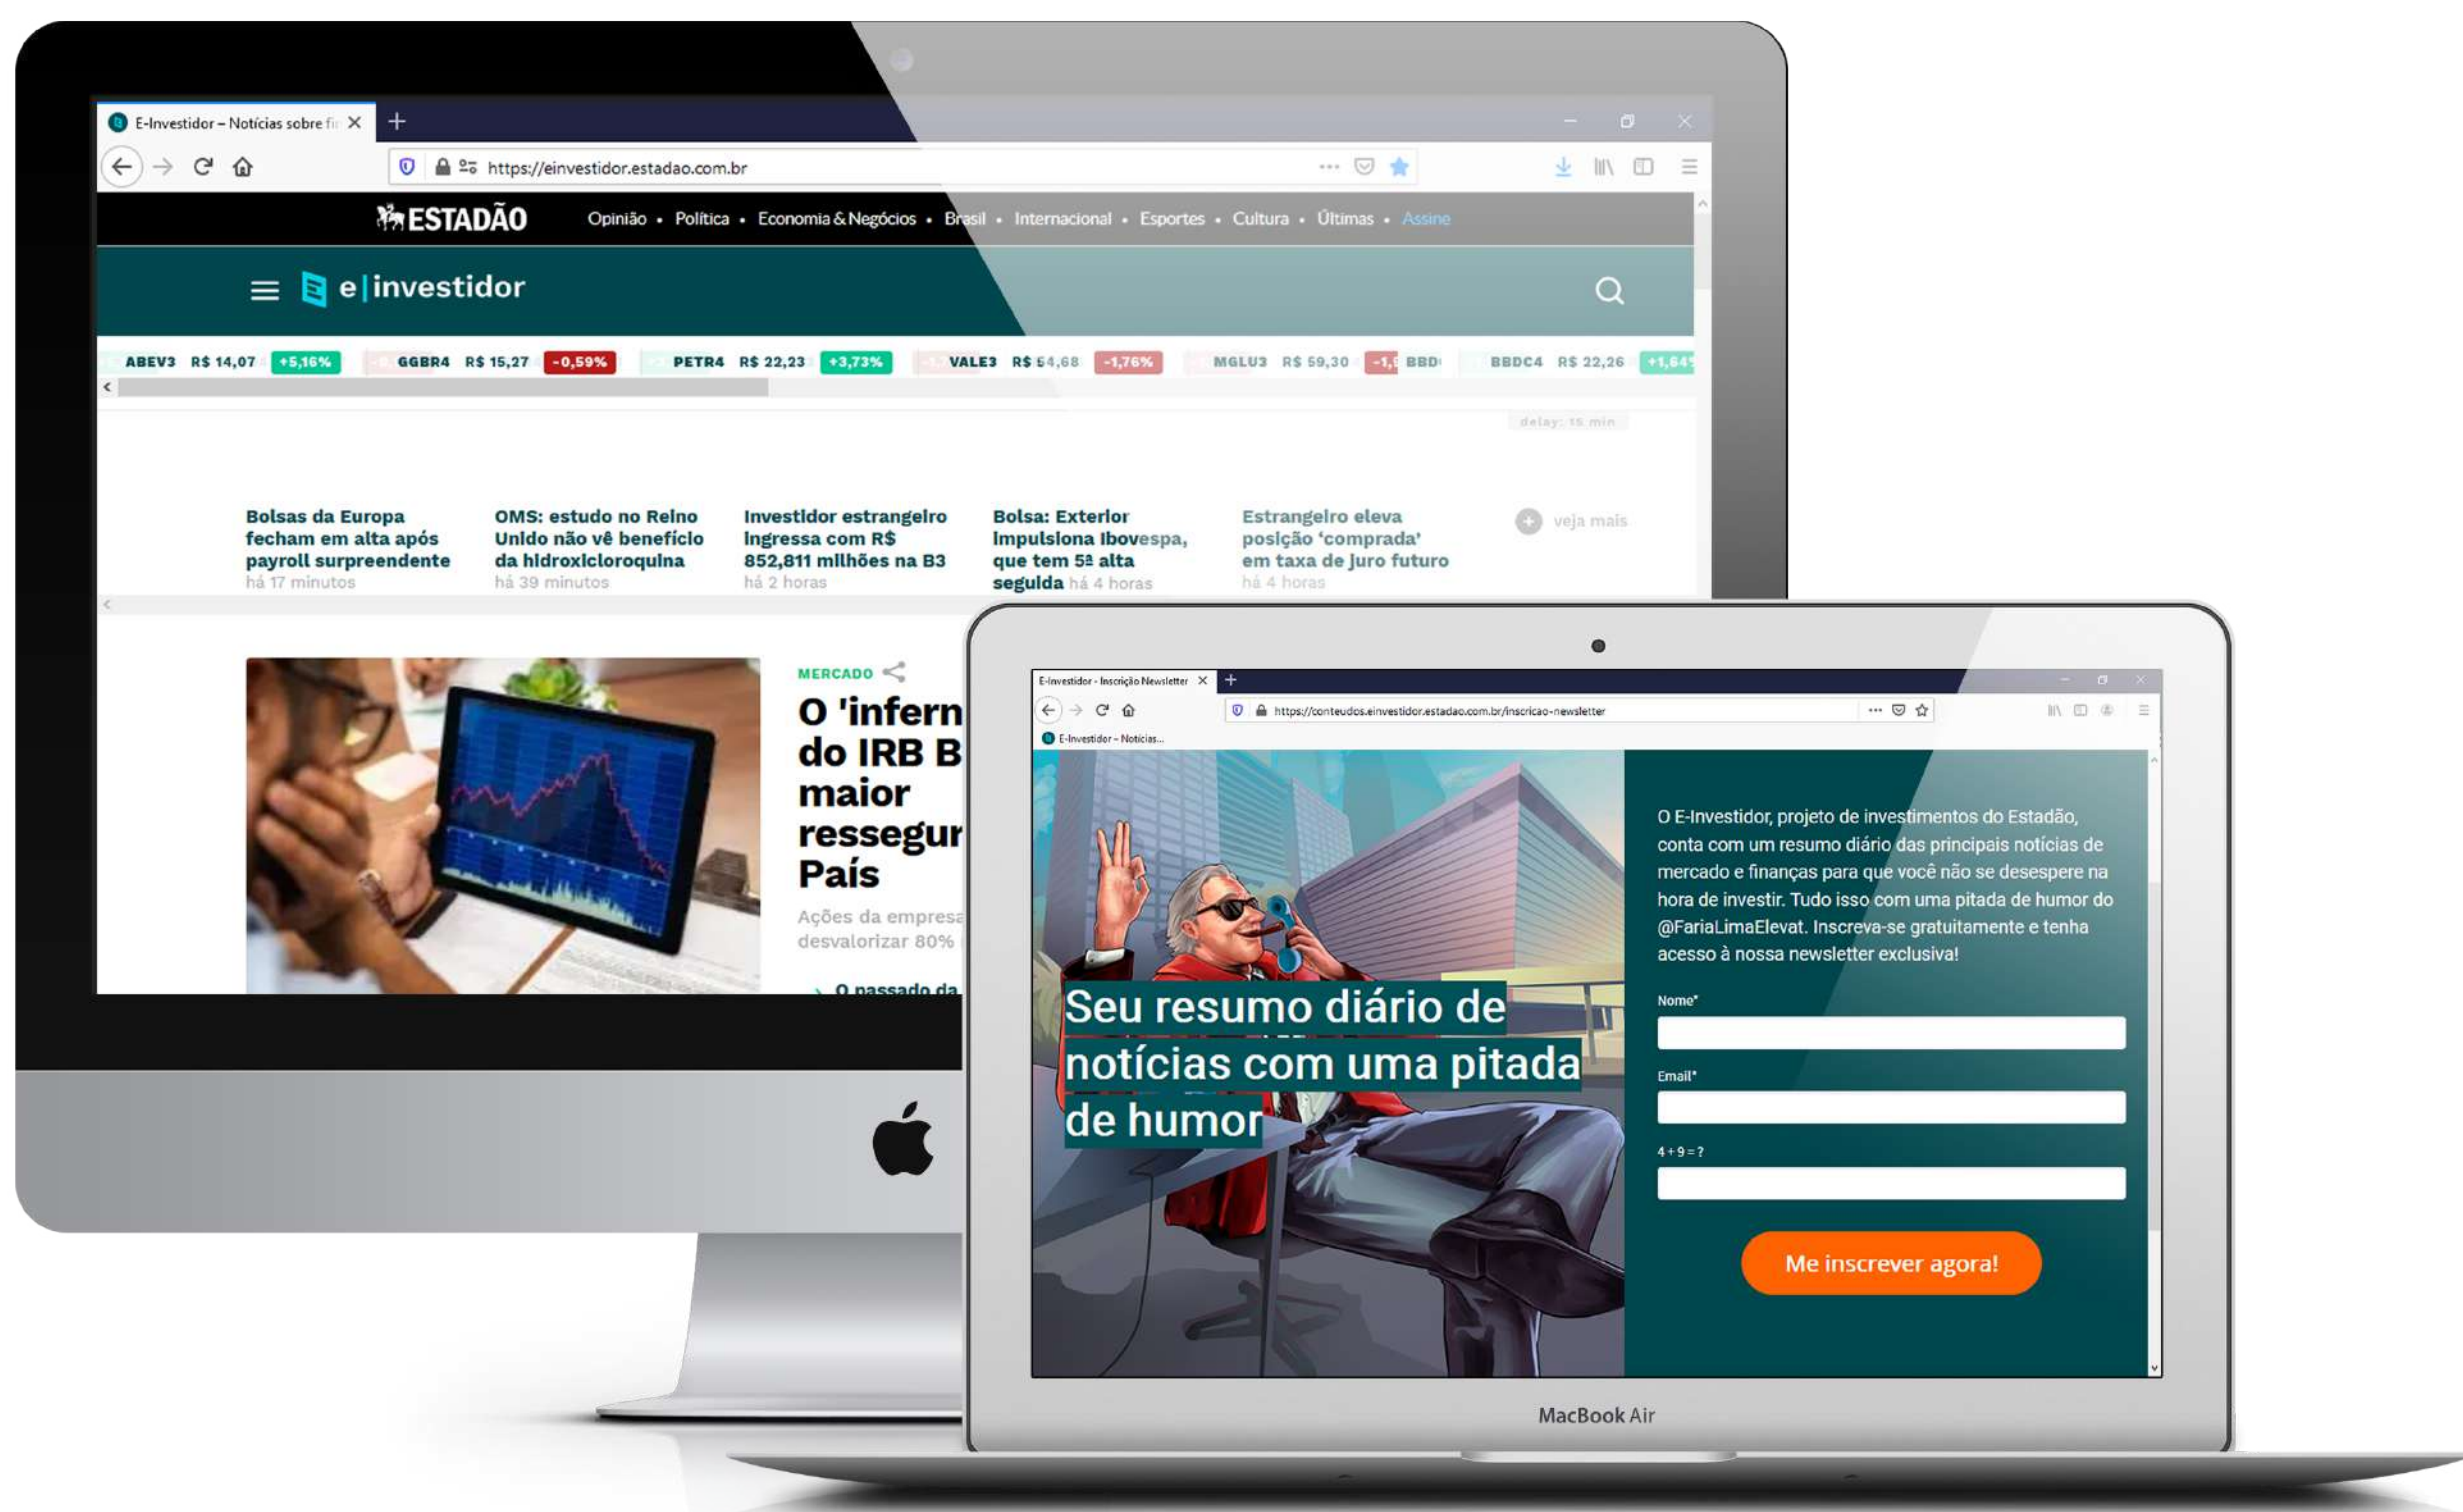 E-Investidor – Notícias sobre fin
https://einvestidor.estadao.com.br
ESTADÃO Opinião • Política • Economia & Negócios • Brasil • Internacional • Esportes • Cultura • Últimas • Assine
e|investidor
ABEV3 R$ 14,07 +5,16% GGBR4 R$ 15,27 -0,59% PETR4 R$ 22,23 +3,73% VALE3 R$ 54,68 -1,76% MGLU3 R$ 59,30 BBDC4 R$ 22,26 +1,64%
delay: 15 min
Bolsas da Europa
fecham em alta após
payroll surpreendente
há 17 minutos
OMS: estudo no Reino
Unido não vê benefício
da hidroxicloroquina
há 39 minutos
Investidor estrangeiro
ingressa com R$
852,811 milhões na B3
há 2 horas
Bolsa: Exterior
impulsiona Ibovespa,
que tem 5ª alta
seguida há 4 horas
Estrangeiro eleva
posição ‘comprada’
em taxa de juro futuro
há 4 horas
veja mais
MERCADO
O 'infern
do IRB B
maior
ressegur
País
Ações da empresa
desvalorizar 80%
O passado da
E-Investidor - Inscrição Newsletter
https://conteudos.einvestidor.estadao.com.br/inscricao-newsletter
E-Investidor – Notícias...
Seu resumo diário de
notícias com uma pitada
de humor
O E-Investidor, projeto de investimentos do Estadão,
conta com um resumo diário das principais notícias de
mercado e finanças para que você não se desespere na
hora de investir. Tudo isso com uma pitada de humor do
@FariaLimaElevat. Inscreva-se gratuitamente e tenha
acesso à nossa newsletter exclusiva!
Nome*
Email*
4 + 9 = ?
Me inscrever agora!
MacBook Air